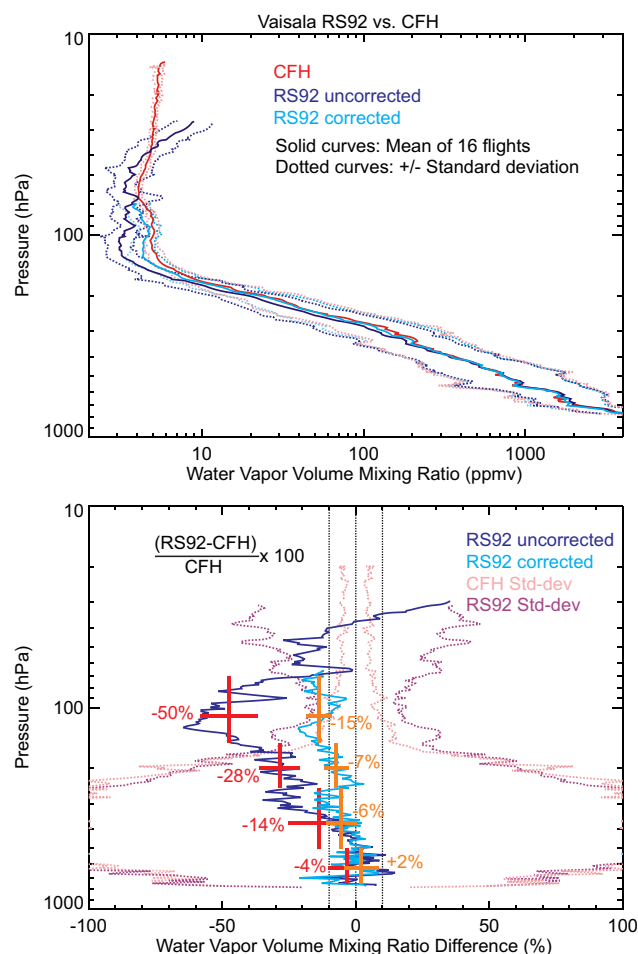 Vaisala RS92 vs. CFH
10
CFH
RS92 uncorrected
RS92 corrected
Solid curves: Mean of 16 flights
Dotted curves: +/- Standard deviation
Pressure (hPa)
100
1000
10 100 1000
Water Vapor Volume Mixing Ratio (ppmv)
10
(RS92-CFH)
CFH
x 100
RS92 uncorrected
RS92 corrected
CFH Std-dev
RS92 Std-dev
Pressure (hPa)
100
-50%
-15%
-28%
-7%
-14%
-6%
-4%
+2%
1000
-100 -50 0 50 100
Water Vapor Volume Mixing Ratio Difference (%)